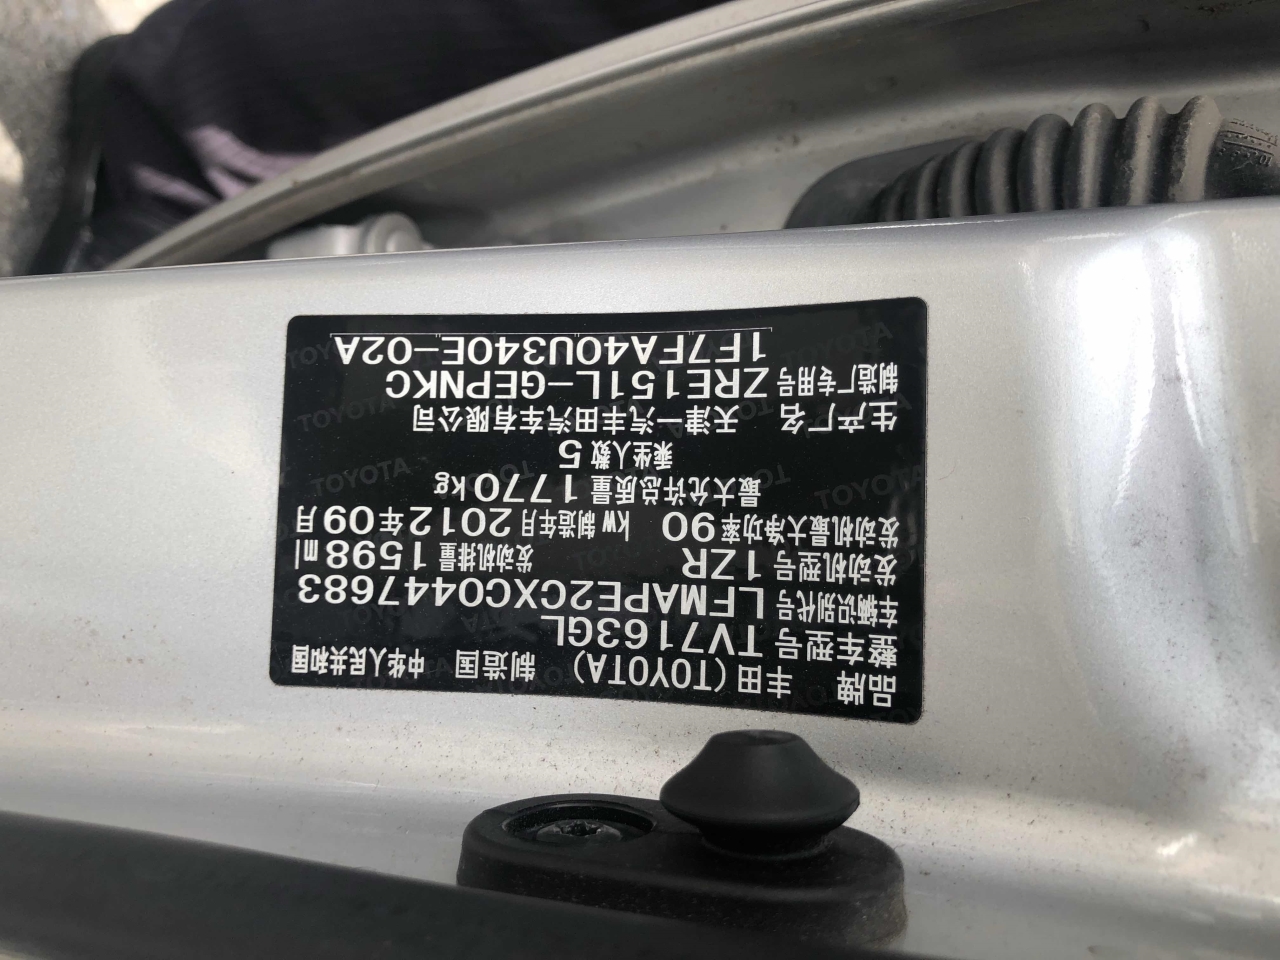 品牌 丰田(TOYOTA) 制造国 中华人民共和国
整车型号 TV7163GL
车辆识别代号 LFMAPE2CXC0447683
发动机型号 1ZR 发动机排量 1598 ml
发动机最大净功率 90 kw 制造年月 2012年09月
最大允许总质量 1770kg
乘坐人数 5
生产厂名 天津一汽丰田汽车有限公司
制造厂专用号 ZRE151L-GEPNKC
1F7FA40U340E-02A